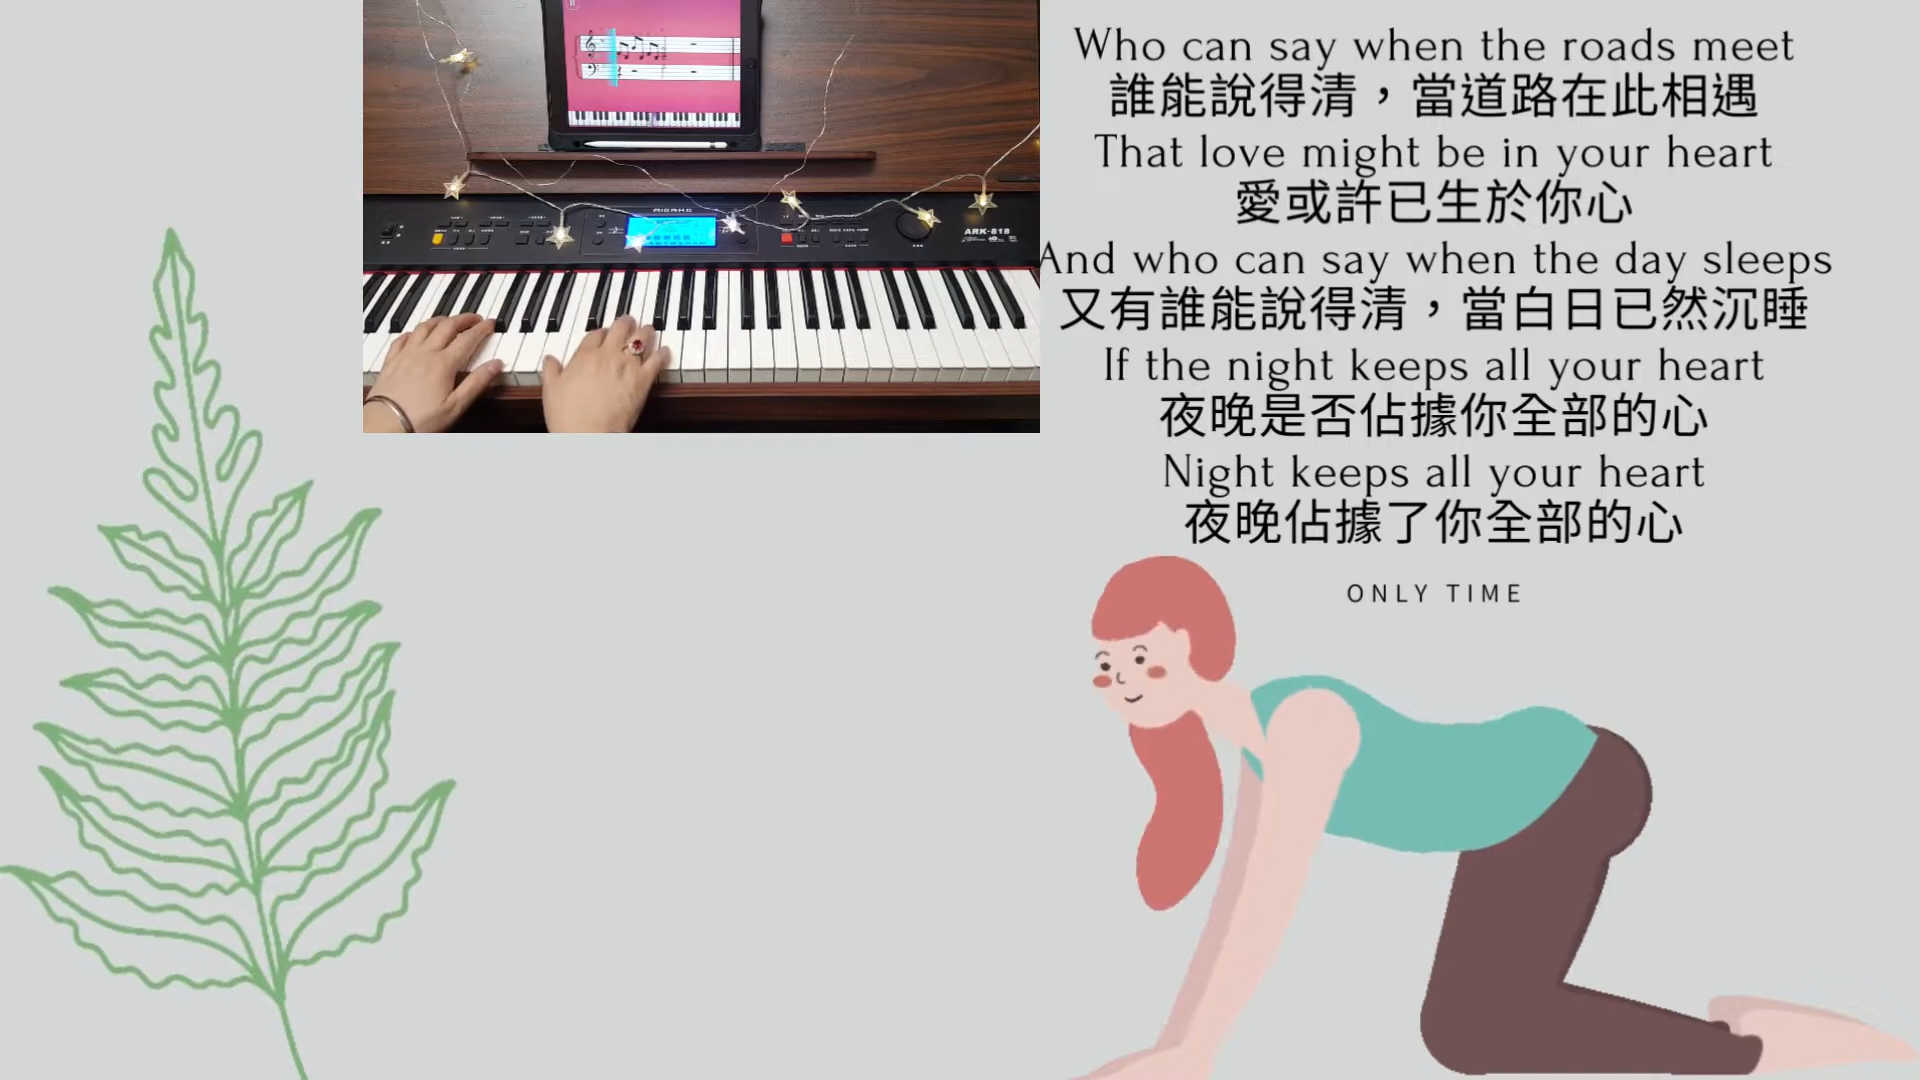 Who can say when the roads meet
誰能說得清，當道路在此相遇
That love might be in your heart
愛或許已生於你心
And who can say when the day sleeps
又有誰能說得清，當白日已然沉睡
If the night keeps all your heart
夜晚是否佔據你全部的心
Night keeps all your heart
夜晚佔據了你全部的心
ONLY TIME
ARK-818